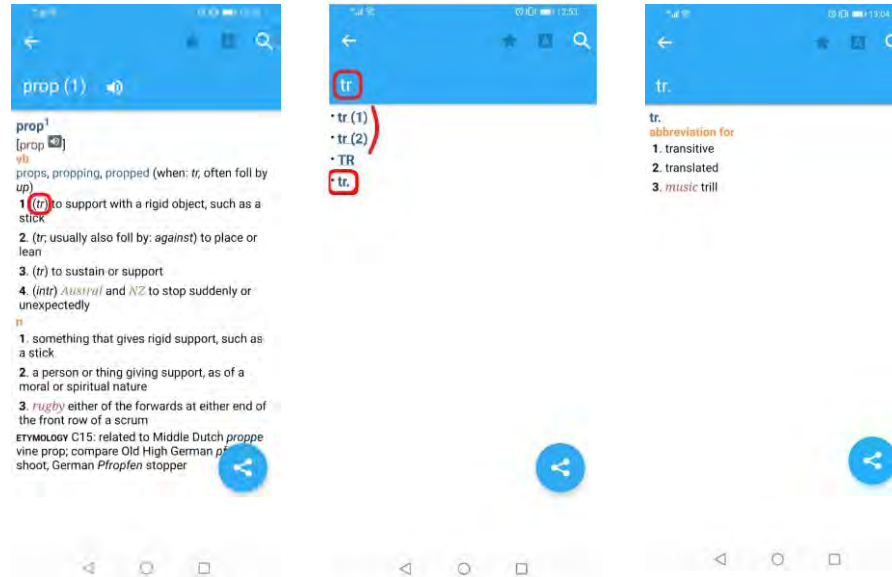 prop (1)
prop¹
[prop]
vb
props, propping, propped (when: tr, often foll by
up)
1. (tr) to support with a rigid object, such as a
stick
2. (tr; usually also foll by: against) to place or
lean
3. (tr) to sustain or support
4. (intr) Austral and NZ to stop suddenly or
unexpectedly
n
1. something that gives rigid support, such as
a stick
2. a person or thing giving support, as of a
moral or spiritual nature
3. rugby either of the forwards at either end of
the front row of a scrum
ETYMOLOGY C15: related to Middle Dutch proppe
vine prop; compare Old High German
shoot, German Pfropfen stopper
12:53
tr
• tr (1)
• tr (2)
• TR
• tr.
13:04
tr.
tr.
abbreviation for
1. transitive
2. translated
3. music trill